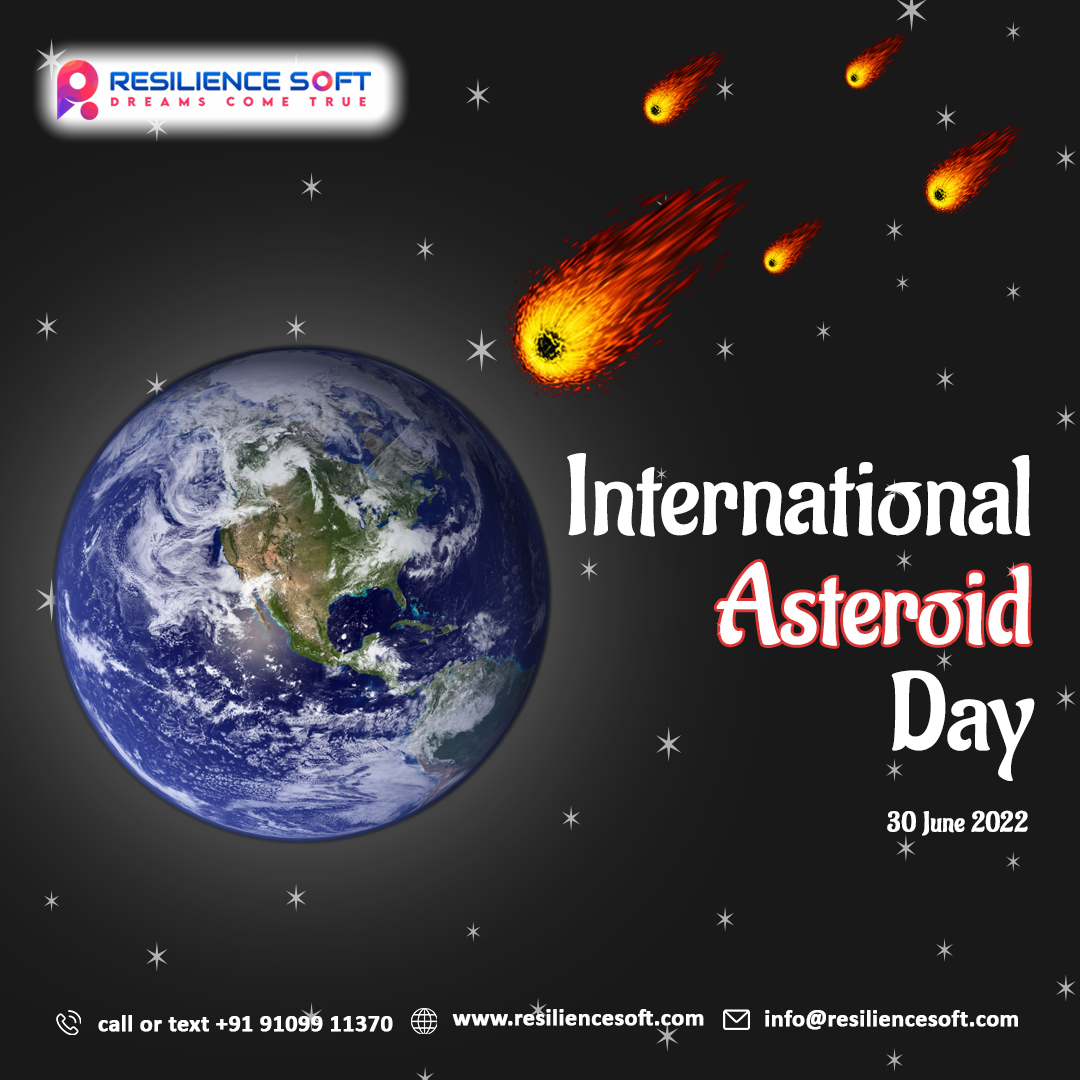 RESILIENCE SOFT
DREAMS COME TRUE
International
Asteroid
Day
30 June 2022
call or text +91 91099 11370
www.resiliencesoft.com
info@resiliencesoft.com